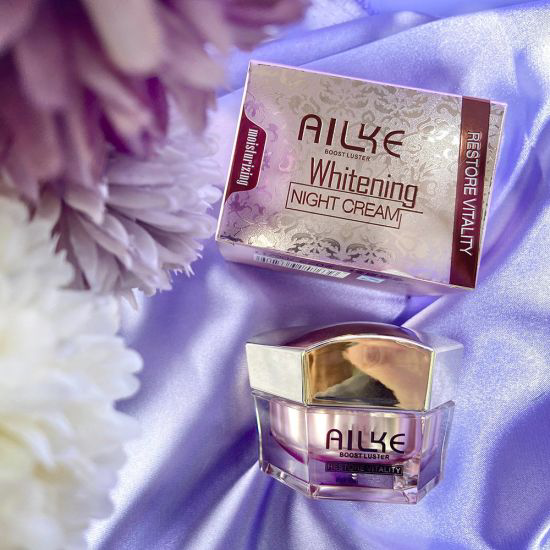 AILKE
BOOST LUSTER
Whitening
NIGHT CREAM
moisturizing
RESTORE VITALITY
AILKE
BOOST LUSTER
RESTORE VITALITY